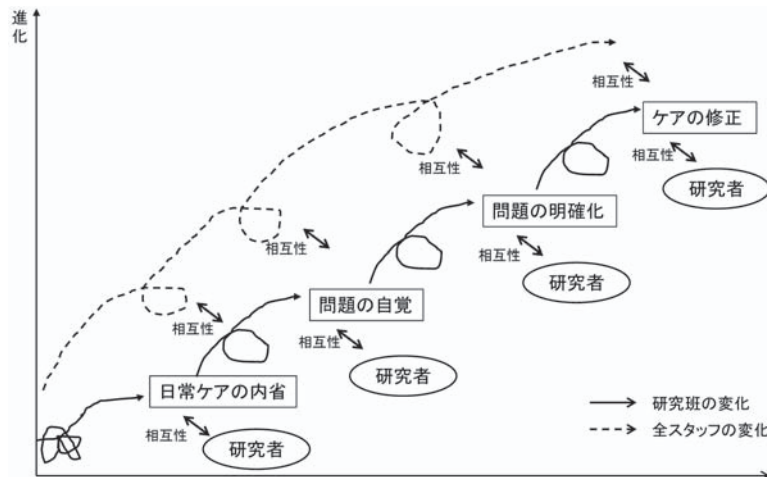 進化
相互性
ケアの修正
相互性
相互性
研究者
問題の明確化
相互性
相互性
研究者
問題の自覚
相互性
相互性
研究者
日常ケアの内省
相互性
研究者
研究班の変化
全スタッフの変化